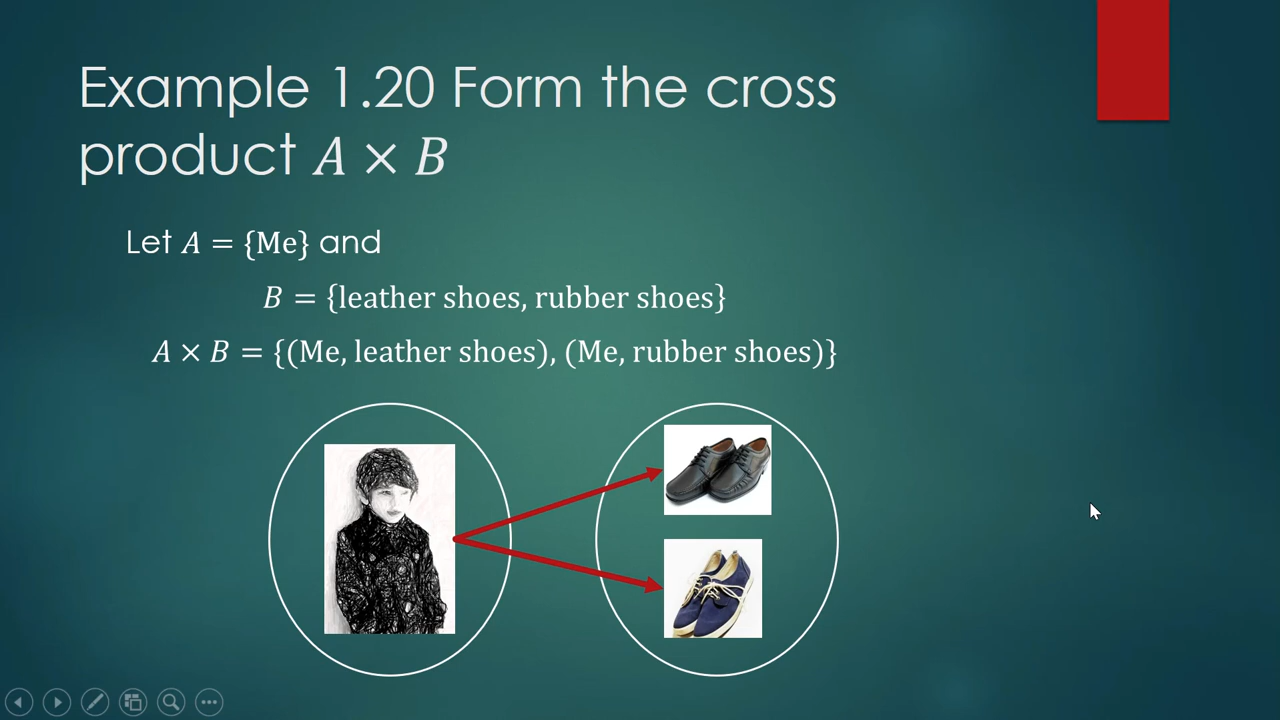 Example 1.20 Form the cross
product A × B
Let A = {Me} and
B = {leather shoes, rubber shoes}
A × B = {(Me, leather shoes), (Me, rubber shoes)}